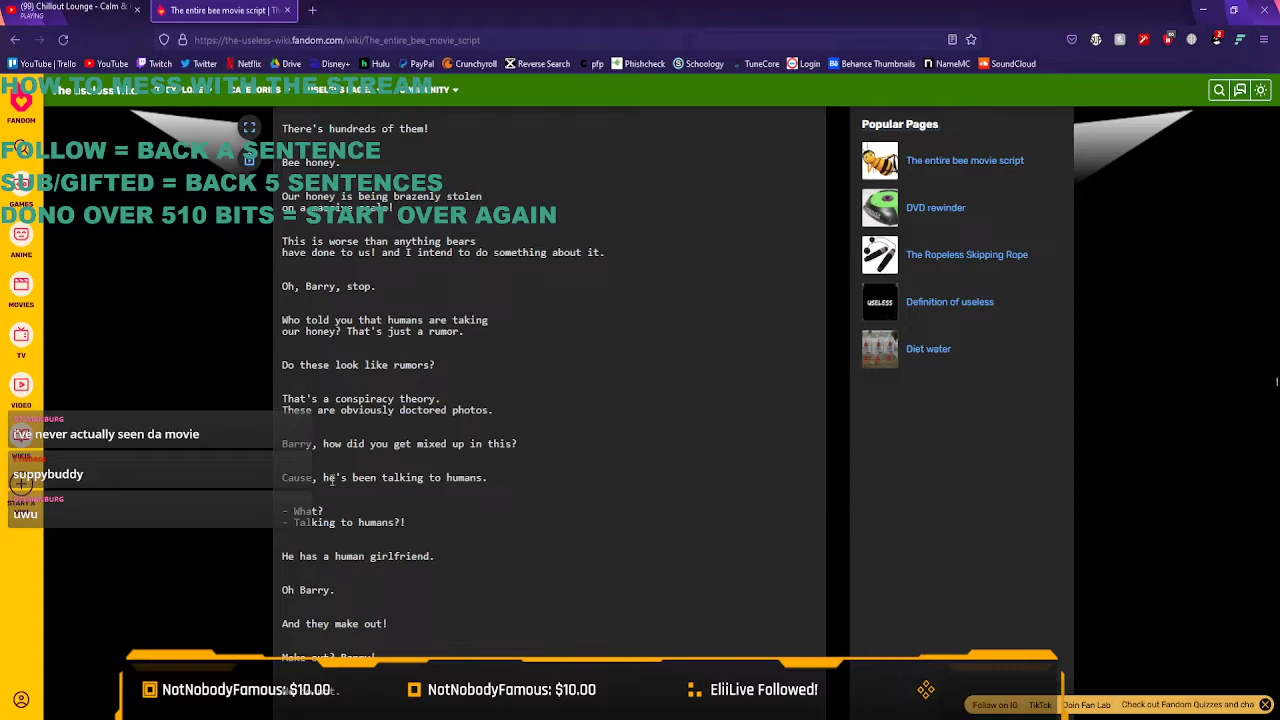 (99) Chillout Lounge - Calm &
PLAYING
The entire bee movie script | Th
https://the-useless-wiki.fandom.com/wiki/The_entire_bee_movie_script
YouTube | Trello
YouTube
Twitch
Twitter
Netflix
Drive
Disney+
Hulu
PayPal
Crunchyroll
Reverse Search
pfp
Phishcheck
Schoology
TuneCore
Login
Behance Thumbnails
NameMC
SoundCloud
HOW TO MESS WITH THE STREAM
FOLLOW = BACK A SENTENCE
SUB/GIFTED = BACK 5 SENTENCES
DONO OVER 510 BITS = START OVER AGAIN
FANDOM
GAMES
ANIME
MOVIES
TV
VIDEO
WIKIS
There's hundreds of them!
Bee honey.
Our honey is being brazenly stolen
on a massive scale!
This is worse than anything bears
have done to us! and I intend to do something about it.
Oh, Barry, stop.
Who told you that humans are taking
our honey? That's just a rumor.
Do these look like rumors?
That's a conspiracy theory.
These are obviously doctored photos.
Barry, how did you get mixed up in this?
Cause, he's been talking to humans.
- What?
- Talking to humans?!
He has a human girlfriend.
Oh Barry.
And they make out!
Make out? Barry!
i've never actually seen da movie
suppybuddy
uwu
Popular Pages
The entire bee movie script
DVD rewinder
The Ropeless Skipping Rope
USELESS
Definition of useless
Diet water
NotNobodyFamous: $10.00
NotNobodyFamous: $10.00
EliiLive Followed!
Follow on IG
TikTok
Join Fan Lab
Check out Fandom Quizzes and cha